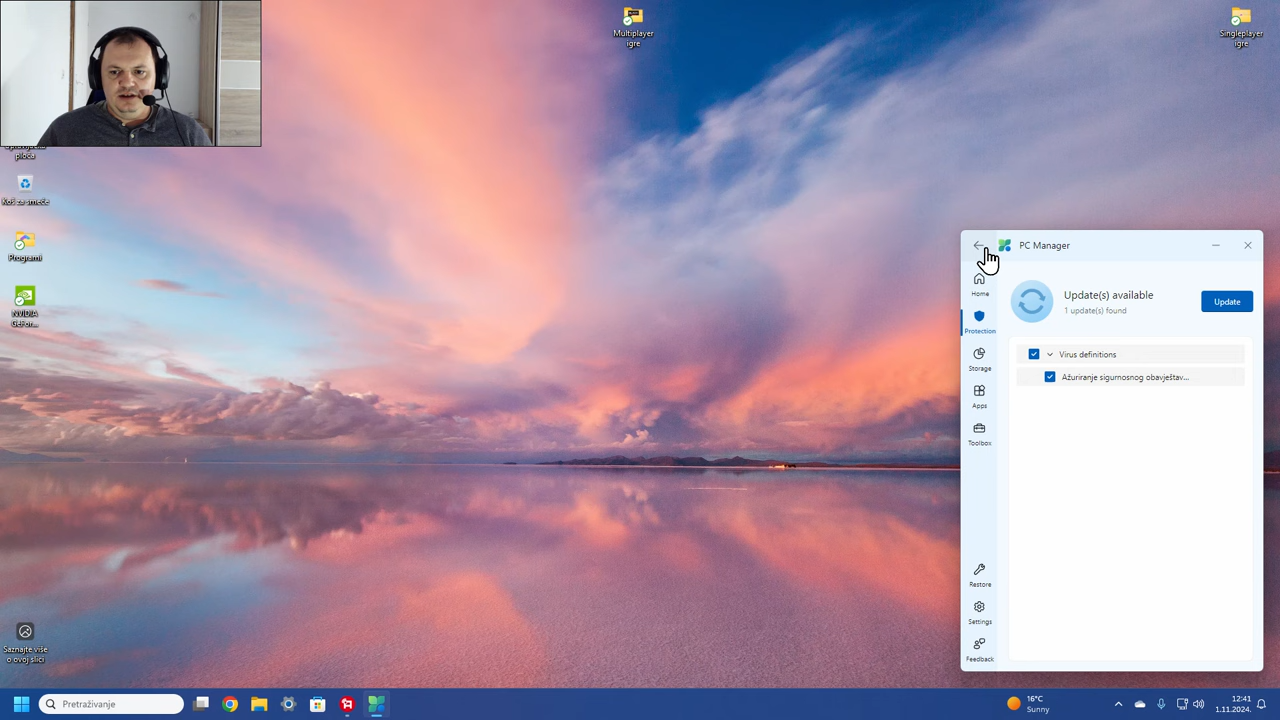 Multiplayer
igre
Singleplayer
igre
ploča
Koš za smeće
Programi
NVIDIA
GeFor...
Saznajte više
o ovoj slici
PC Manager
Home
Protection
Storage
Apps
Toolbox
Restore
Settings
Feedback
Update(s) available
1 update(s) found
Update
Virus definitions
Ažuriranje sigurnosnog obavještav...
Pretraživanje
16°C
Sunny
12:41
1.11.2024.